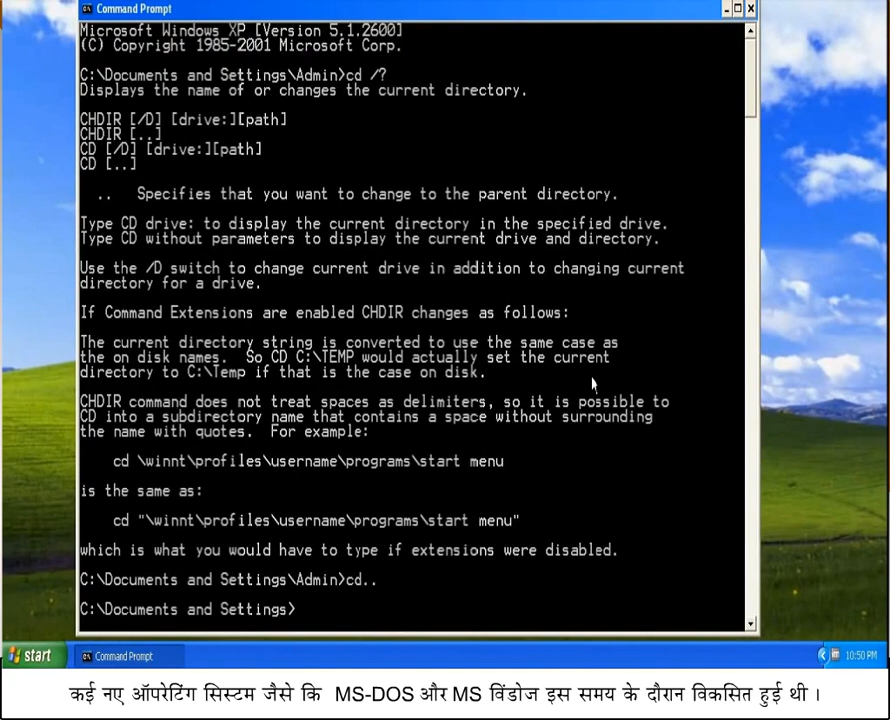 Command Prompt
Microsoft Windows XP [Version 5.1.2600]
(C) Copyright 1985-2001 Microsoft Corp.
C:\Documents and Settings\Admin>cd /?
Displays the name of or changes the current directory.
CHDIR [/D] [drive:][path]
CHDIR [..]
CD [/D] [drive:][path]
CD [..]
.. Specifies that you want to change to the parent directory.
Type CD drive: to display the current directory in the specified drive.
Type CD without parameters to display the current drive and directory.
Use the /D switch to change current drive in addition to changing current
directory for a drive.
If Command Extensions are enabled CHDIR changes as follows:
The current directory string is converted to use the same case as
the on disk names. So CD C:\TEMP would actually set the current
directory to C:\Temp if that is the case on disk.
CHDIR command does not treat spaces as delimiters, so it is possible to
CD into a subdirectory name that contains a space without surrounding
the name with quotes. For example:
cd \winnt\profiles\username\programs\start menu
is the same as:
cd "\winnt\profiles\username\programs\start menu"
which is what you would have to type if extensions were disabled.
C:\Documents and Settings\Admin>cd..
C:\Documents and Settings>
start Command Prompt 10:50 PM
कई नए ऑपरेटिंग सिस्टम जैसे कि MS-DOS और MS विंडोज इस समय के दौरान विकसित हुई थी ।